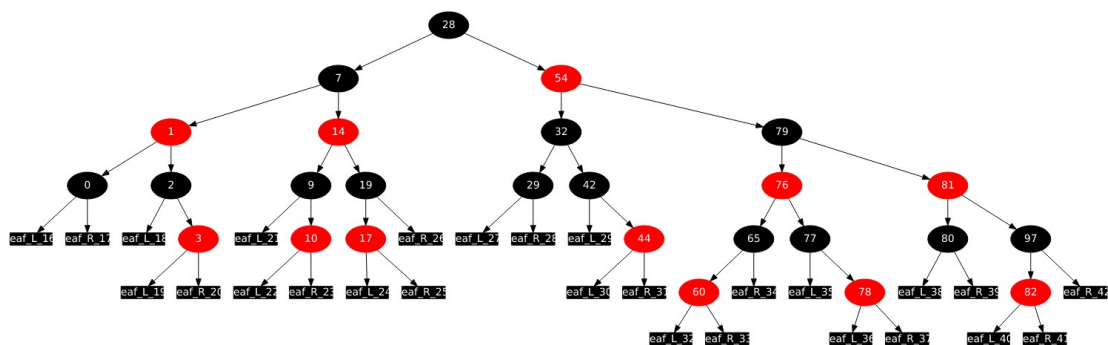 28
7 54
1 14 32 79
0 2 9 19 29 42 76 81
eaf_L_16 eaf_R_17 eaf_L_18 3 eaf_L_21 10 17 eaf_R_26 eaf_L_27 eaf_R_28 eaf_L_29 44 65 77 80 97
eaf_L_19 eaf_R_20 eaf_L_22 eaf_R_23 eaf_L_24 eaf_R_25 eaf_L_30 eaf_R_31 60 eaf_R_34 eaf_L_35 78 eaf_L_38 eaf_R_39 82 eaf_R_42
eaf_L_32 eaf_R_33 eaf_L_36 eaf_R_37 eaf_L_40 eaf_R_41